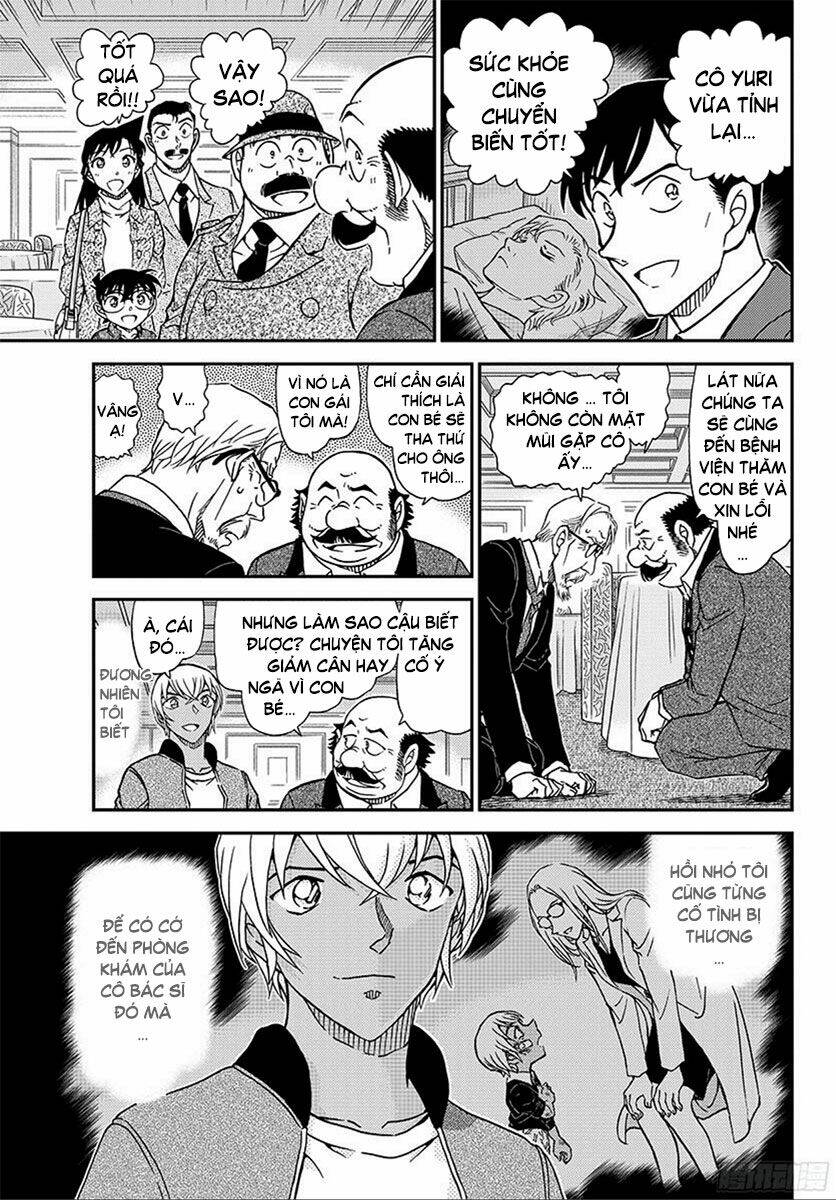 CÔ YURI
VỪA TỈNH
LẠI...
SỨC KHỎE
CŨNG
CHUYỂN
BIẾN TỐT!
VẬY
SAO!
TỐT
QUÁ
RỒI!!
LÁT NỮA
CHÚNG TA
SẼ CÙNG
ĐẾN BỆNH
VIỆN THĂM
CON BÉ VÀ
XIN LỖI
NHÉ
...
KHÔNG ... TÔI
KHÔNG CÒN MẶT
MŨI GẶP CÔ
ẤY...
CHỈ CẦN GIẢI
THÍCH LÀ
CON BÉ SẼ
THA THỨ
CHO ÔNG
THÔI...
VÌ NÓ LÀ
CON GÁI
TÔI MÀ!
V...
VÂNG
Ạ!
NHƯNG LÀM SAO CẬU BIẾT
ĐƯỢC? CHUYỆN TÔI TĂNG
GIẢM CÂN HAY CỐ Ý
NGÃ VÌ CON
BÉ...
À, CÁI
ĐÓ...
ĐƯƠNG
NHIÊN
TÔI
BIẾT
HỒI NHỎ TÔI
CŨNG TỪNG
CỐ TÌNH BỊ
THƯƠNG
...
ĐỂ CÓ CỚ
ĐẾN PHÒNG
KHÁM CỦA
CÔ BÁC SĨ
ĐÓ MÀ
...
腾讯动漫